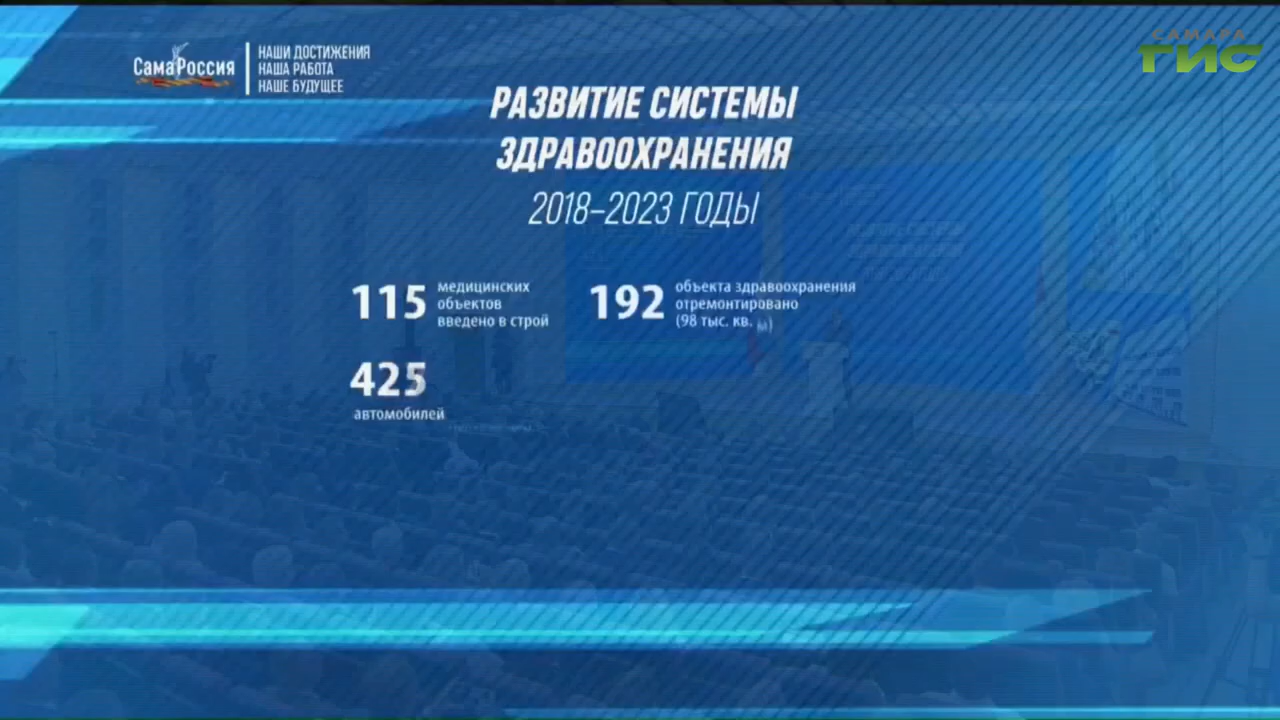 СамаРоссия
НАШИ ДОСТИЖЕНИЯ
НАША РАБОТА
НАШЕ БУДУЩЕЕ
САМАРА
ГИС
РАЗВИТИЕ СИСТЕМЫ
ЗДРАВООХРАНЕНИЯ
2018–2023 ГОДЫ
115
медицинских
объектов
введено в строй
192
объекта здравоохранения
отремонтировано
(98 тыс. кв. м)
425
автомобилей